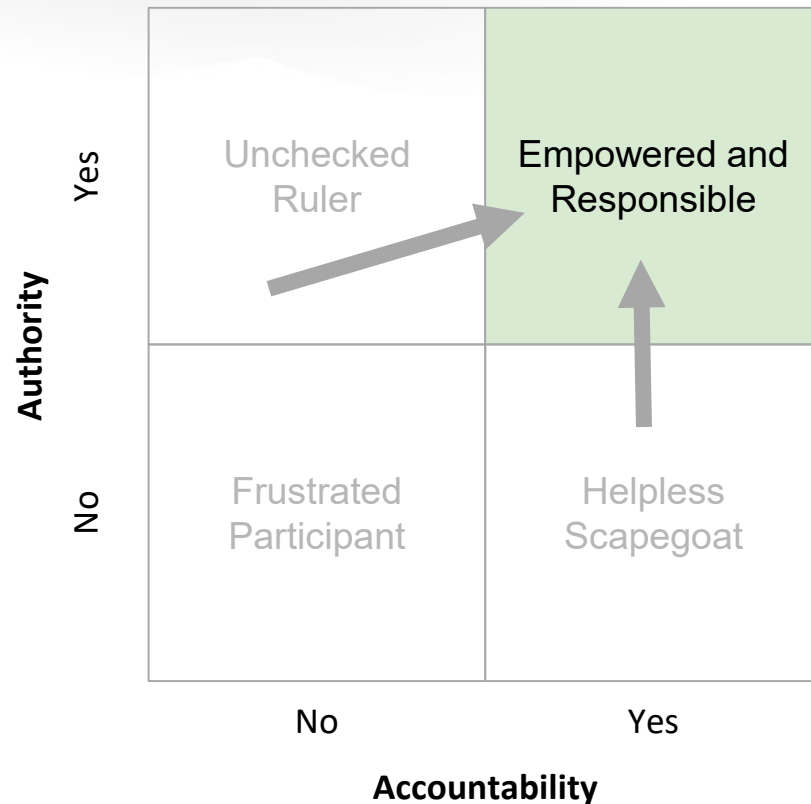 Authority
Yes
Unchecked
Ruler
Empowered and
Responsible
No
Frustrated
Participant
Helpless
Scapegoat
No
Yes
Accountability